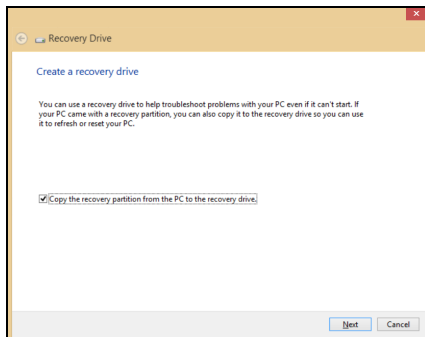 Recovery Drive
Create a recovery drive
You can use a recovery drive to help troubleshoot problems with your PC even if it can't start. If
your PC came with a recovery partition, you can also copy it to the recovery drive so you can use
it to refresh or reset your PC.
Copy the recovery partition from the PC to the recovery drive.
Next Cancel